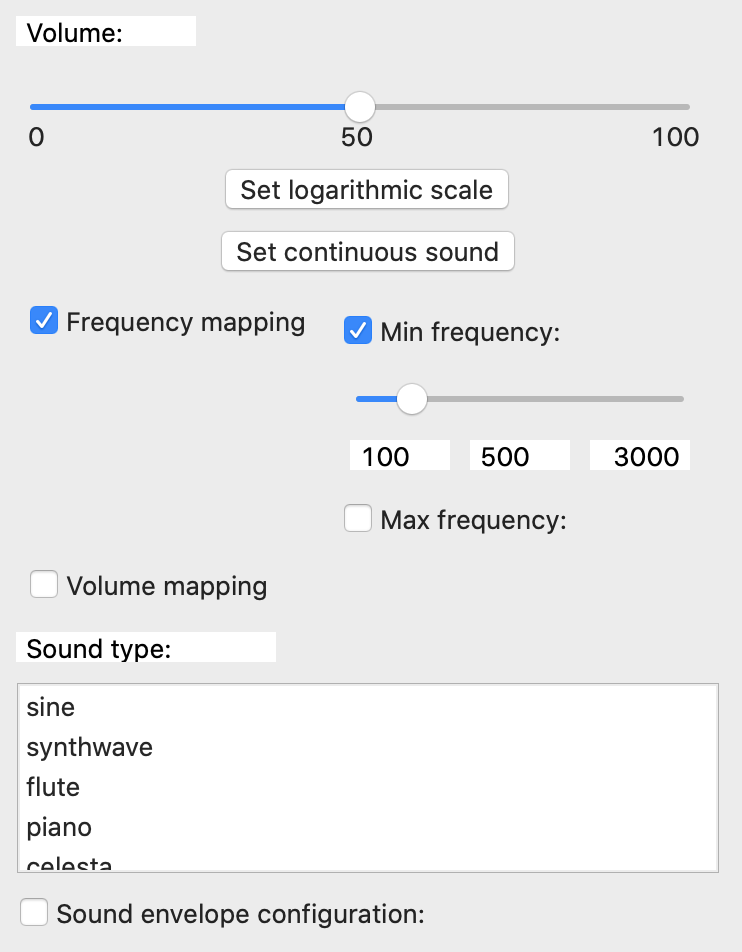 Volume:
0 50 100
Set logarithmic scale
Set continuous sound
Frequency mapping
Min frequency:
100 500 3000
Max frequency:
Volume mapping
Sound type:
sine
synthwave
flute
piano
celesta
Sound envelope configuration: